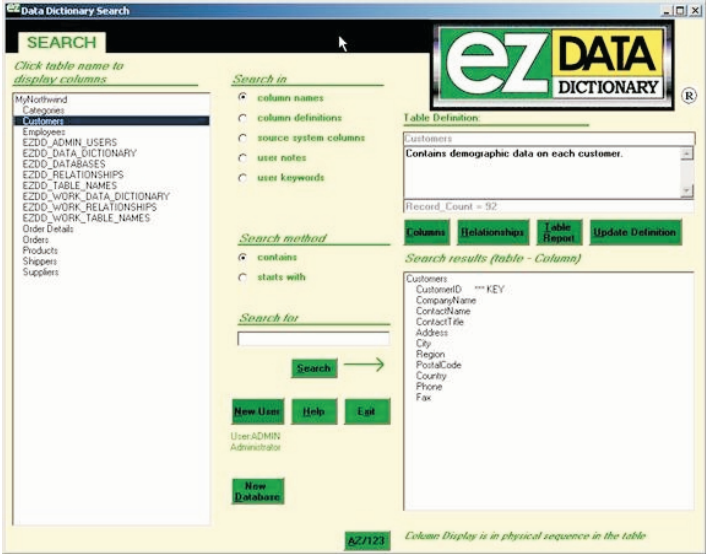 EZ Data Dictionary Search
SEARCH
Click table name to
display columns
MyNorthwind
Categories
Customers
Employees
EZDD_ADMIN_USERS
EZDD_DATA_DICTIONARY
EZDD_DATABASES
EZDD_RELATIONSHIPS
EZDD_TABLE_NAMES
EZDD_WORK_DATA_DICTIONARY
EZDD_WORK_RELATIONSHIPS
EZDD_WORK_TABLE_NAMES
Order Details
Orders
Products
Shippers
Suppliers
Search in
column names
column definitions
source system columns
user notes
user keywords
Search method
contains
starts with
Search for
Search
New User
Help
Exit
User:ADMIN
Administrator
New
Database
AZ/123
ez DATA
DICTIONARY
®
Table Definition:
Customers
Contains demographic data on each customer.
Record_Count = 92
Columns
Relationships
Table
Report
Update Definition
Search results (table - Column)
Customers
CustomerID *** KEY
CompanyName
ContactName
ContactTitle
Address
City
Region
PostalCode
Country
Phone
Fax
Column Display is in physical sequence in the table